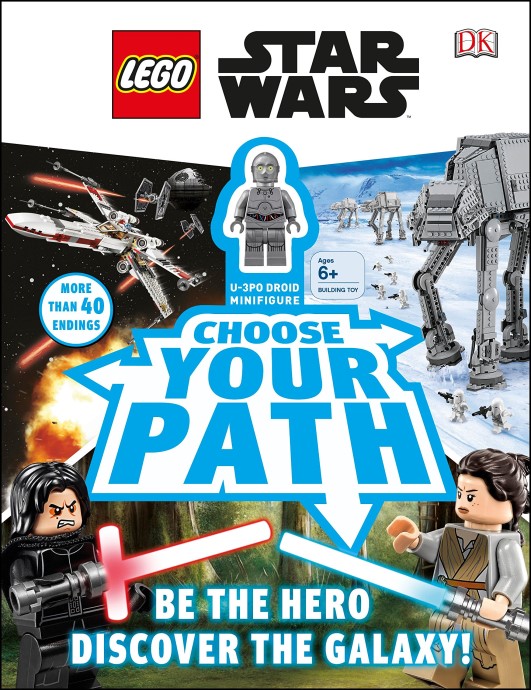 LEGO
STAR
WARS™
DK
U-3PO DROID
MINIFIGURE
Ages
6+
BUILDING TOY
MORE
THAN 40
ENDINGS
CHOOSE
YOUR
PATH
BE THE HERO
DISCOVER THE GALAXY!